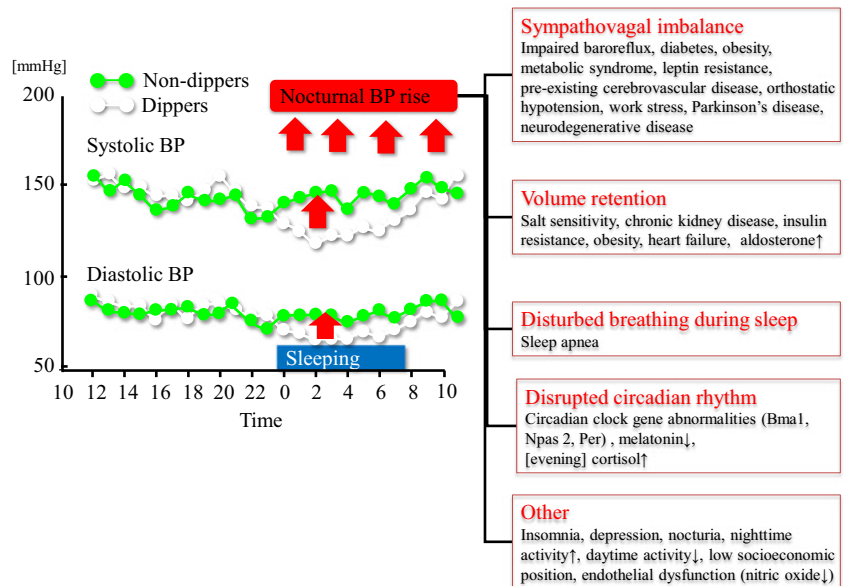 [mmHg]
Non-dippers
Dippers
200
Systolic BP
150
100
Diastolic BP
50
Nocturnal BP rise
Sleeping
10 12 14 16 18 20 22 0 2 4 6 8 10
Time
Sympathovagal imbalance
Impaired baroreflux, diabetes, obesity,
metabolic syndrome, leptin resistance,
pre-existing cerebrovascular disease, orthostatic
hypotension, work stress, Parkinson's disease,
neurodegenerative disease
Volume retention
Salt sensitivity, chronic kidney disease, insulin
resistance, obesity, heart failure, aldosterone↑
Disturbed breathing during sleep
Sleep apnea
Disrupted circadian rhythm
Circadian clock gene abnormalities (Bma1,
Npas 2, Per) , melatonin↓,
[evening] cortisol↑
Other
Insomnia, depression, nocturia, nighttime
activity↑, daytime activity↓, low socioeconomic
position, endothelial dysfunction (nitric oxide↓)